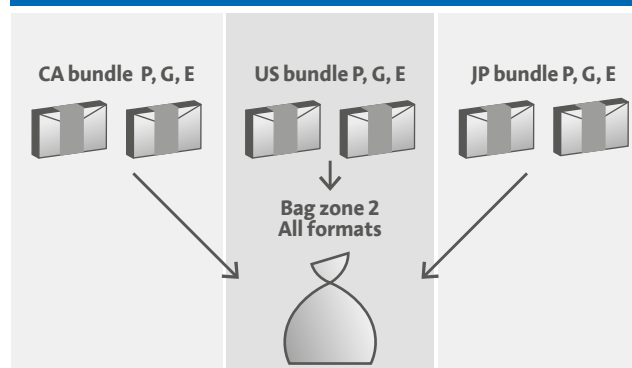 CA bundle P, G, E
US bundle P, G, E
JP bundle P, G, E
Bag zone 2
All formats